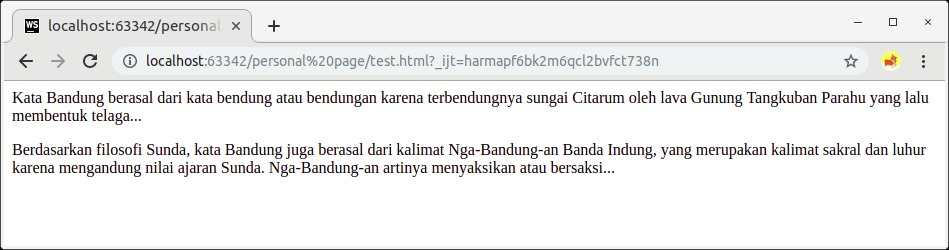 WS localhost:63342/personal
localhost:63342/personal%20page/test.html?_ijt=harmapf6bk2m6qcl2bvfct738n
Kata Bandung berasal dari kata bendung atau bendungan karena terbendungnya sungai Citarum oleh lava Gunung Tangkuban Parahu yang lalu
membentuk telaga...
Berdasarkan filosofi Sunda, kata Bandung juga berasal dari kalimat Nga-Bandung-an Banda Indung, yang merupakan kalimat sakral dan luhur
karena mengandung nilai ajaran Sunda. Nga-Bandung-an artinya menyaksikan atau bersaksi...